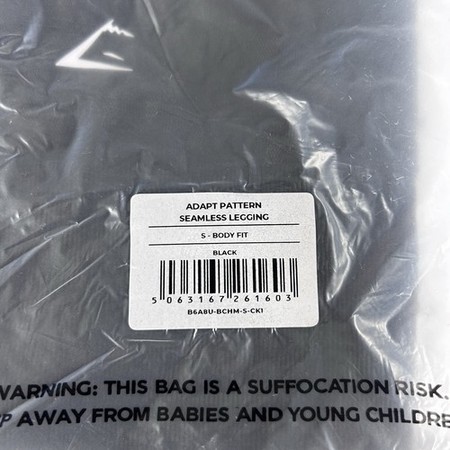 ADAPT PATTERN
SEAMLESS LEGGING
S - BODY FIT
BLACK
5 063167 261603
B6A8U-BCHM-S-CK1
WARNING: THIS BAG IS A SUFFOCATION RISK.
AWAY FROM BABIES AND YOUNG